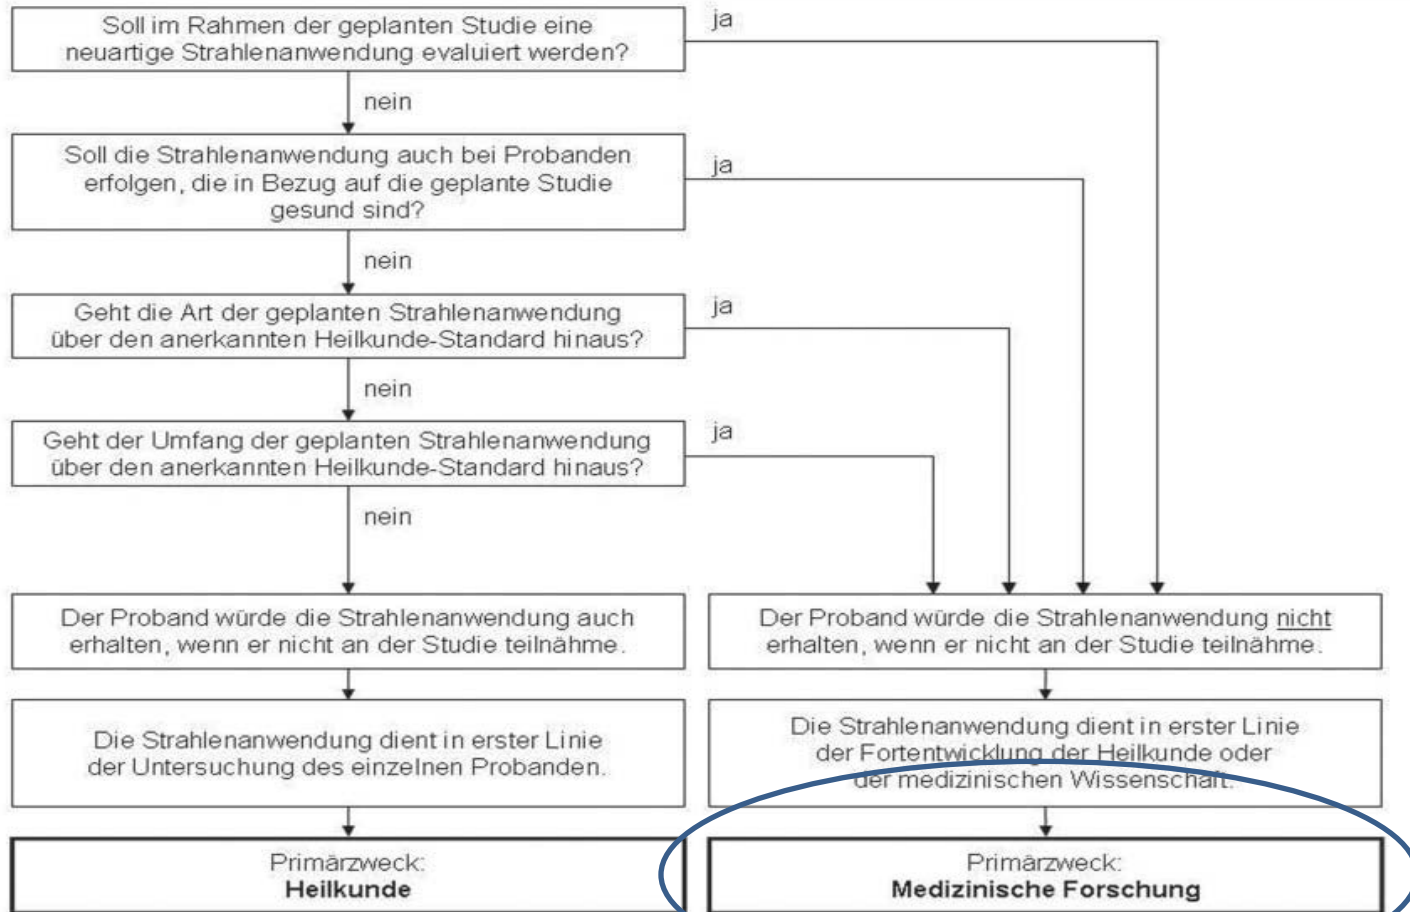 Soll im Rahmen der geplanten Studie eine
neuartige Strahlenanwendung evaluiert werden?
ja
nein
Soll die Strahlenanwendung auch bei Probanden
erfolgen, die in Bezug auf die geplante Studie
gesund sind?
ja
nein
Geht die Art der geplanten Strahlenanwendung
über den anerkannten Heilkunde-Standard hinaus?
ja
nein
Geht der Umfang der geplanten Strahlenanwendung
über den anerkannten Heilkunde-Standard hinaus?
ja
nein
Der Proband würde die Strahlenanwendung auch
erhalten, wenn er nicht an der Studie teilnähme.
Der Proband würde die Strahlenanwendung nicht
erhalten, wenn er nicht an der Studie teilnähme.
Die Strahlenanwendung dient in erster Linie
der Untersuchung des einzelnen Probanden.
Die Strahlenanwendung dient in erster Linie
der Fortentwicklung der Heilkunde oder
der medizinischen Wissenschaft.
Primärzweck:
Heilkunde
Primärzweck:
Medizinische Forschung